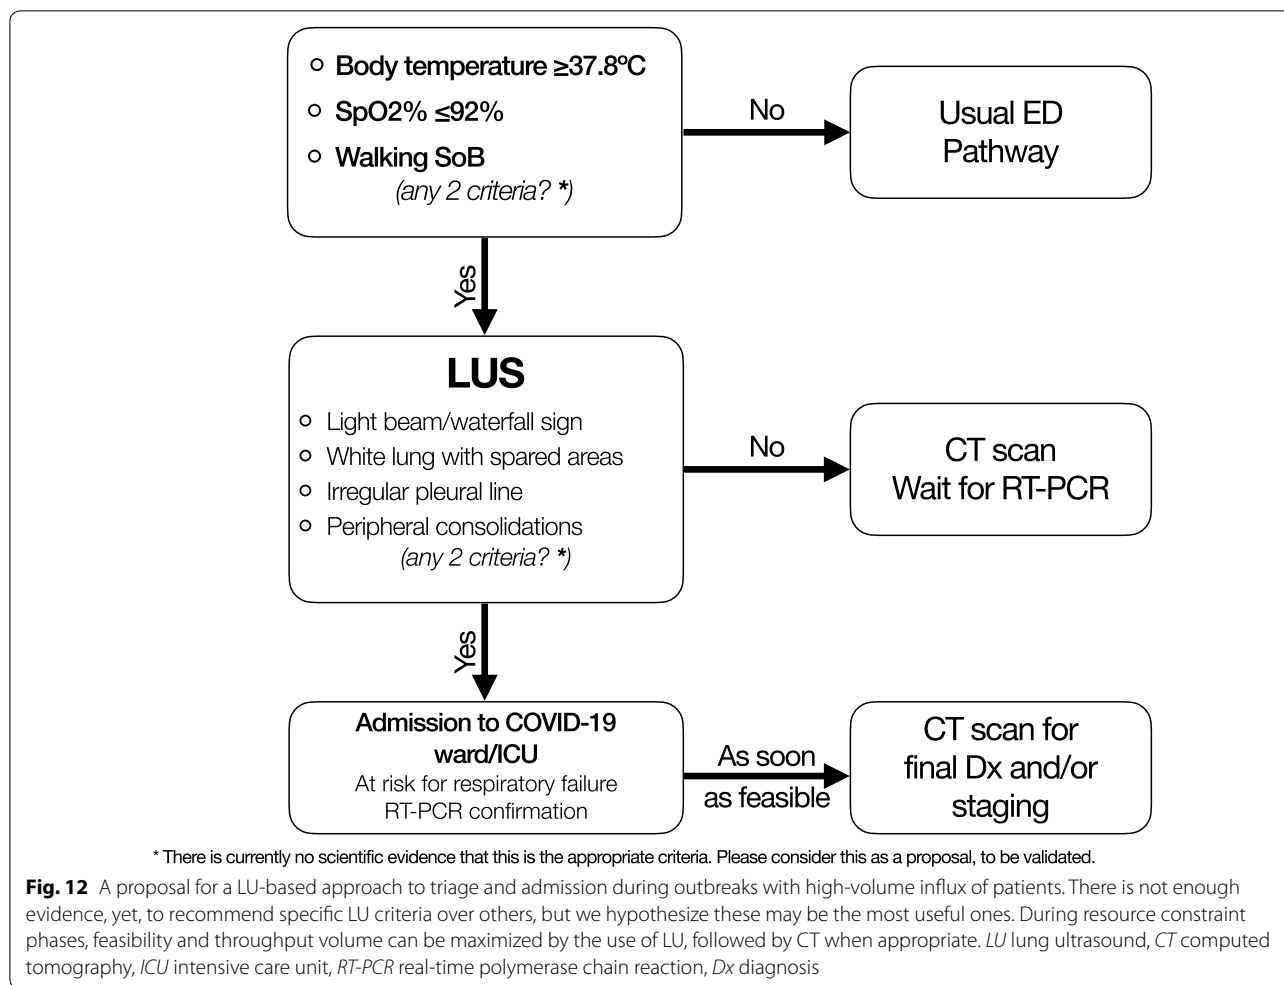 Body temperature ≥37.8ºC
SpO2% ≤92%
Walking SoB
(any 2 criteria? *)
No
Usual ED
Pathway
Yes
LUS
Light beam/waterfall sign
White lung with spared areas
Irregular pleural line
Peripheral consolidations
(any 2 criteria? *)
No
CT scan
Wait for RT-PCR
Yes
Admission to COVID-19
ward/ICU
At risk for respiratory failure
RT-PCR confirmation
As soon
as feasible
CT scan for
final Dx and/or
staging
* There is currently no scientific evidence that this is the appropriate criteria. Please consider this as a proposal, to be validated.
Fig. 12 A proposal for a LU-based approach to triage and admission during outbreaks with high-volume influx of patients. There is not enough
evidence, yet, to recommend specific LU criteria over others, but we hypothesize these may be the most useful ones. During resource constraint
phases, feasibility and throughput volume can be maximized by the use of LU, followed by CT when appropriate. LU lung ultrasound, CT computed
tomography, ICU intensive care unit, RT-PCR real-time polymerase chain reaction, Dx diagnosis